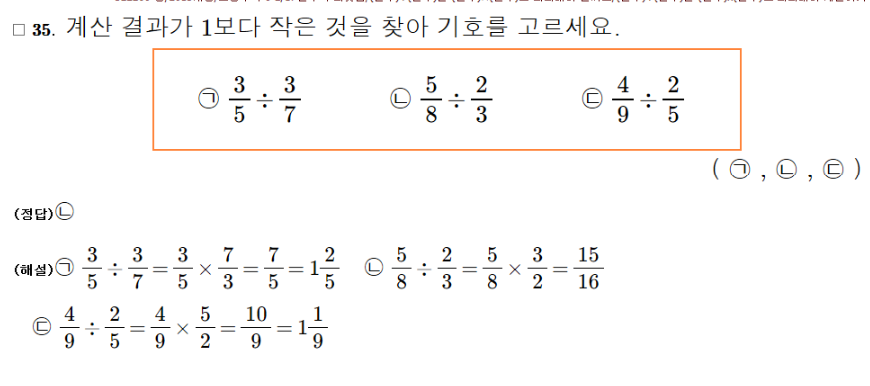 □ 35. 계산 결과가 1보다 작은 것을 찾아 기호를 고르세요.
㉠ 3/5 ÷ 3/7 ㉡ 5/8 ÷ 2/3 ㉢ 4/9 ÷ 2/5
( ㉠ , ㉡ , ㉢ )
(정답)㉡
(해설)㉠ 3/5 ÷ 3/7 = 3/5 × 7/3 = 7/5 = 1 2/5 ㉡ 5/8 ÷ 2/3 = 5/8 × 3/2 = 15/16
㉢ 4/9 ÷ 2/5 = 4/9 × 5/2 = 10/9 = 1 1/9